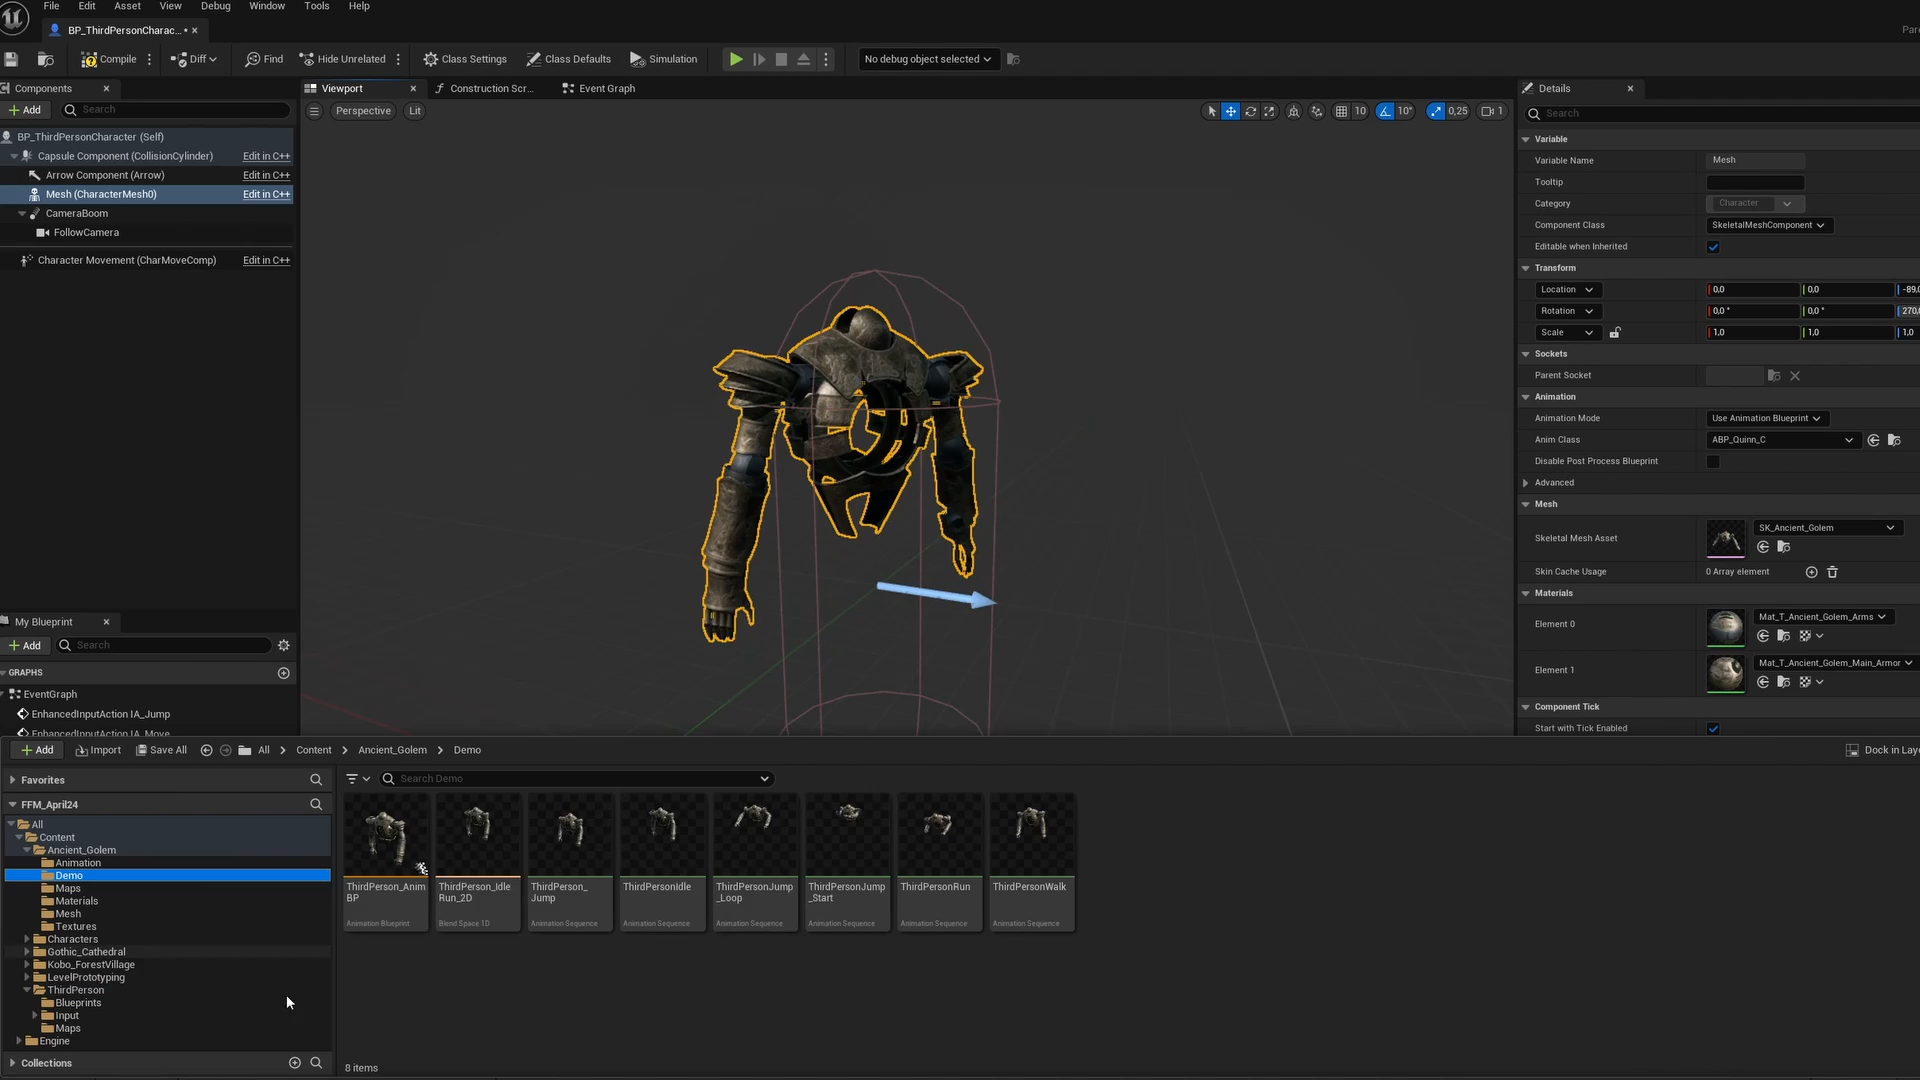 File Edit Asset View Debug Window Tools Help
BP_ThirdPersonCharac... •
Compile Diff Find Hide Unrelated Class Settings Class Defaults Simulation No debug object selected
Components
Add Search
BP_ThirdPersonCharacter (Self)
Capsule Component (CollisionCylinder) Edit in C++
Arrow Component (Arrow) Edit in C++
Mesh (CharacterMesh0) Edit in C++
CameraBoom
FollowCamera
Character Movement (CharMoveComp) Edit in C++
My Blueprint
Add Search
GRAPHS
EventGraph
EnhancedInputAction IA_Jump
EnhancedInputAction IA_Move
Viewport Construction Scr... Event Graph
Perspective Lit 10 10° 0,25 1
Details
Search
Variable
Variable Name Mesh
Tooltip
Category Character
Component Class SkeletalMeshComponent
Editable when Inherited
Transform
Location 0,0 0,0 -89,
Rotation 0,0 ° 0,0 ° 270,
Scale 1,0 1,0 1,0
Sockets
Parent Socket
Animation
Animation Mode Use Animation Blueprint
Anim Class ABP_Quinn_C
Disable Post Process Blueprint
Advanced
Mesh
Skeletal Mesh Asset SK_Ancient_Golem
Skin Cache Usage 0 Array element
Materials
Element 0 Mat_T_Ancient_Golem_Arms
Element 1 Mat_T_Ancient_Golem_Main_Armor
Component Tick
Start with Tick Enabled
Add Import Save All All Content Ancient_Golem Demo Dock in Lay
Favorites
FFM_April24
All
Content
Ancient_Golem
Animation
Demo
Maps
Materials
Mesh
Textures
Characters
Gothic_Cathedral
Kobo_ForestVillage
LevelPrototyping
ThirdPerson
Blueprints
Input
Maps
Engine
Collections
Search Demo
ThirdPerson_Anim
BP
Animation Blueprint
ThirdPerson_Idle
Run_2D
Blend Space 1D
ThirdPerson_
Jump
Animation Sequence
ThirdPersonIdle
Animation Sequence
ThirdPersonJump
_Loop
Animation Sequence
ThirdPersonJump
_Start
Animation Sequence
ThirdPersonRun
Animation Sequence
ThirdPersonWalk
Animation Sequence
8 items